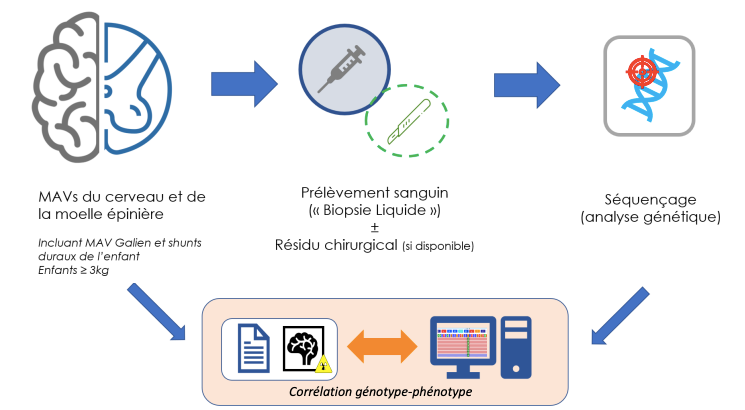 MAVs du cerveau et de
la moelle épinière
Incluant MAV Galien et shunts
duraux de l'enfant
Enfants ≥ 3kg
Prélèvement sanguin
(« Biopsie Liquide »)
±
Résidu chirurgical (si disponible)
Séquençage
(analyse génétique)
Corrélation génotype-phénotype